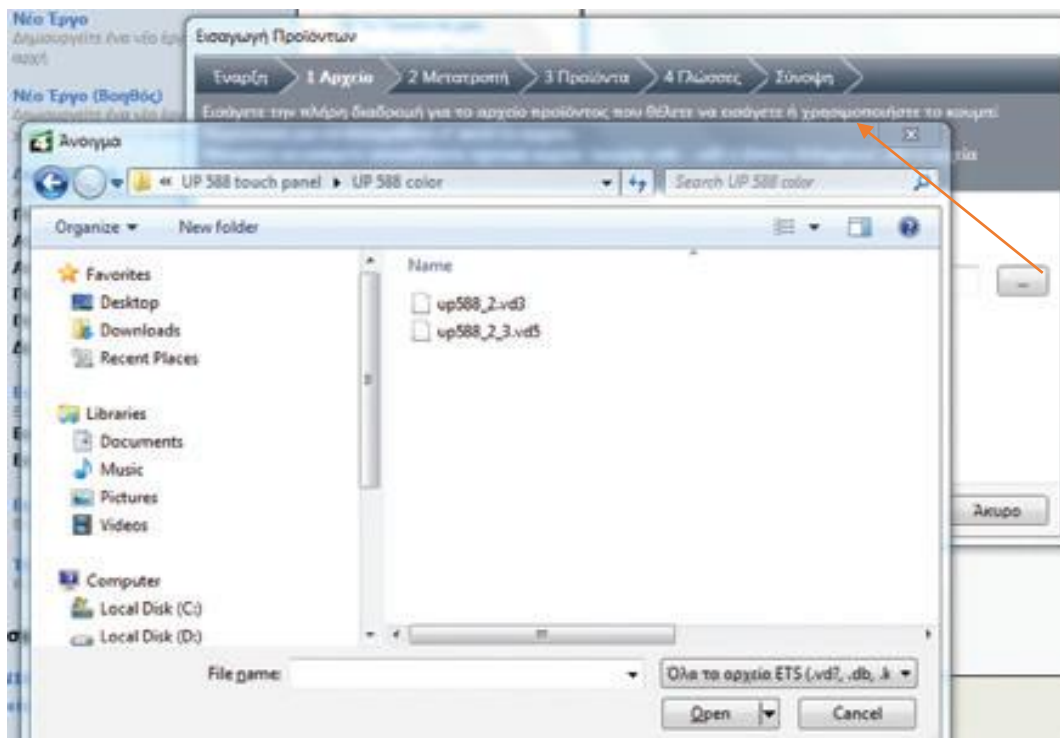 Νέο Έργο
Εισαγωγή Προϊόντων
Έναρξη 1 Αρχείο 2 Μετατροπή 3 Προϊόντα 4 Γλώσσες Σύνοψη
Νέο Έργο (Βοηθός)
Εισάγετε την πλήρη διαδρομή για το αρχείο προϊόντος που θέλετε να εισάγετε ή χρησιμοποιήστε το κουμπί
Άνοιγμα
« UP 588 touch panel UP 588 color Search UP 588 color
Organize New folder
...
Favorites Name
Desktop up588_2.vd3
Downloads up588_2_3.vd5
Recent Places
Libraries
Documents
Music
Pictures
Videos
Άκυρο
Computer
Local Disk (C:)
Local Disk (D:)
File name: Όλα τα αρχεία ETS (.vd?, .db, .k
Open Cancel